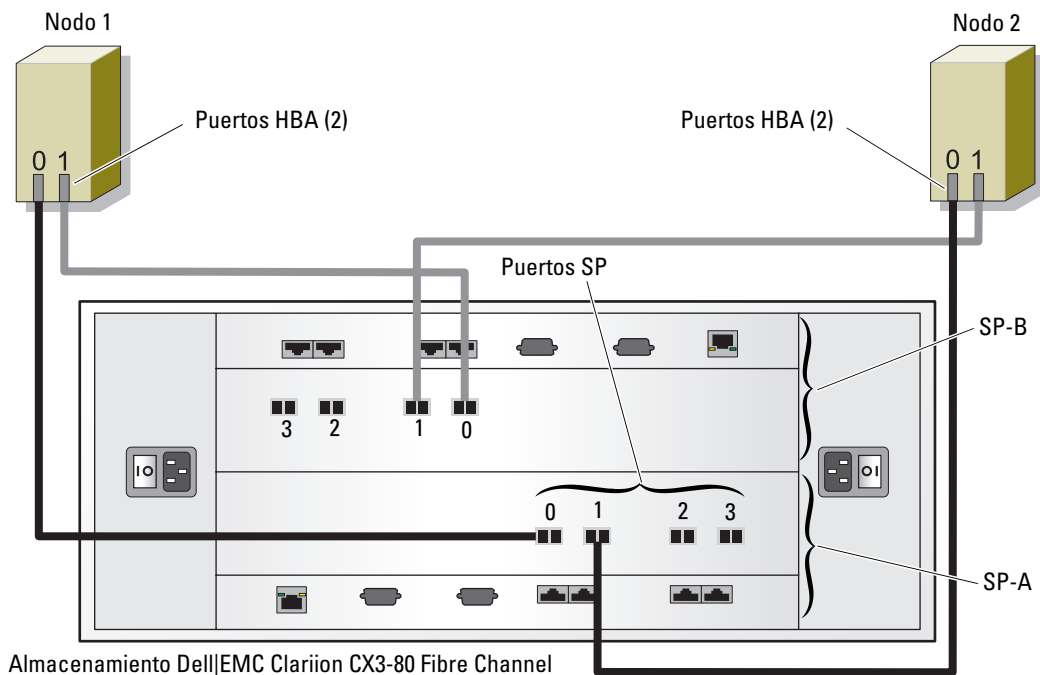 Nodo 1
Nodo 2
Puertos HBA (2)
Puertos HBA (2)
0 1
0 1
Puertos SP
SP-B
3 2 1 0
0 1 2 3
SP-A
Almacenamiento Dell|EMC Clariion CX3-80 Fibre Channel